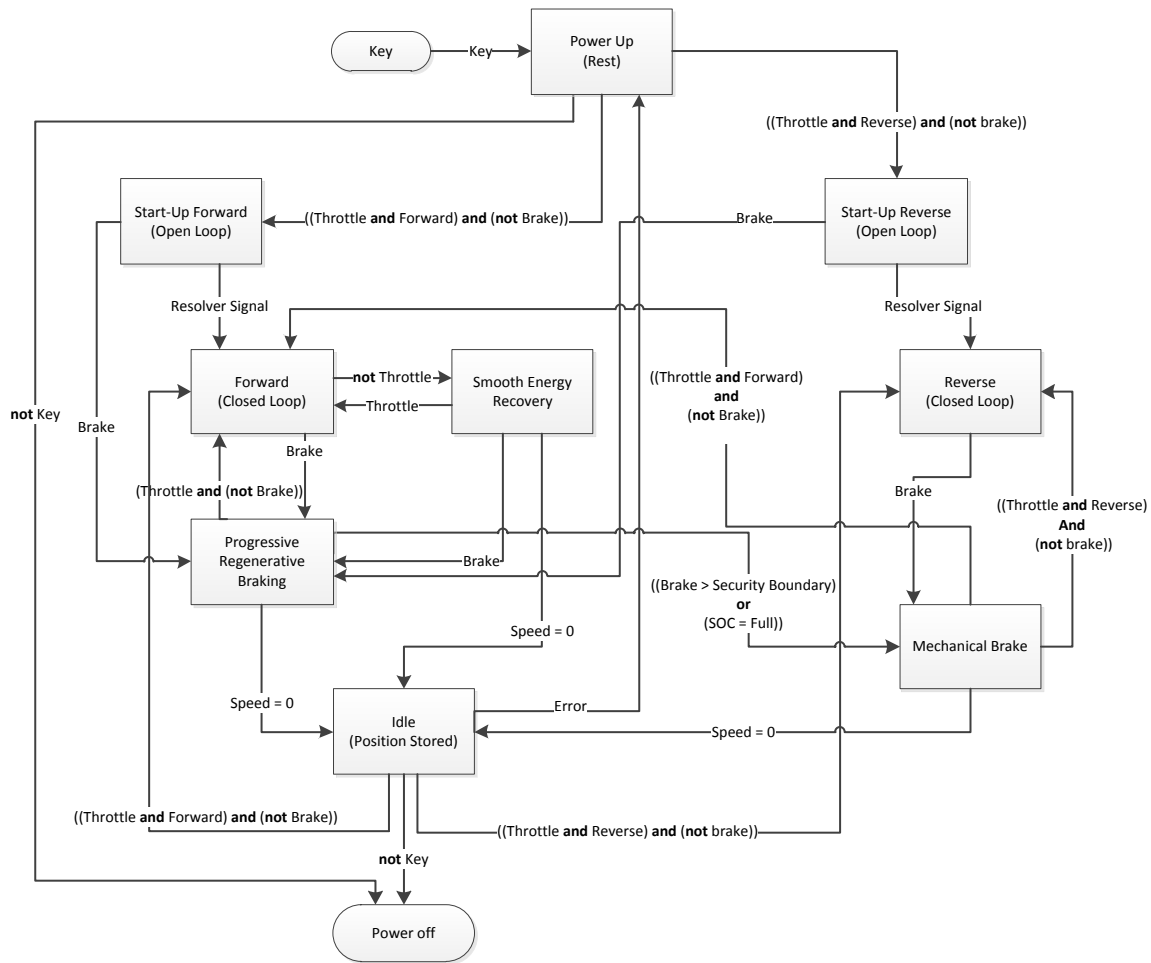 Key
Key
Power Up
(Rest)
((Throttle and Reverse) and (not brake))
Start-Up Forward
(Open Loop)
((Throttle and Forward) and (not Brake))
Brake
Start-Up Reverse
(Open Loop)
Resolver Signal
Resolver Signal
Forward
(Closed Loop)
not Throttle
Throttle
Smooth Energy
Recovery
((Throttle and Forward)
and
(not Brake))
Reverse
(Closed Loop)
not Key
Brake
Brake
(Throttle and (not Brake))
Brake
((Throttle and Reverse)
And
(not brake))
Progressive
Regenerative
Braking
Brake
((Brake > Security Boundary)
or
(SOC = Full))
Speed = 0
Mechanical Brake
Speed = 0
Idle
(Position Stored)
Error
Speed = 0
((Throttle and Forward) and (not Brake))
((Throttle and Reverse) and (not brake))
not Key
Power off